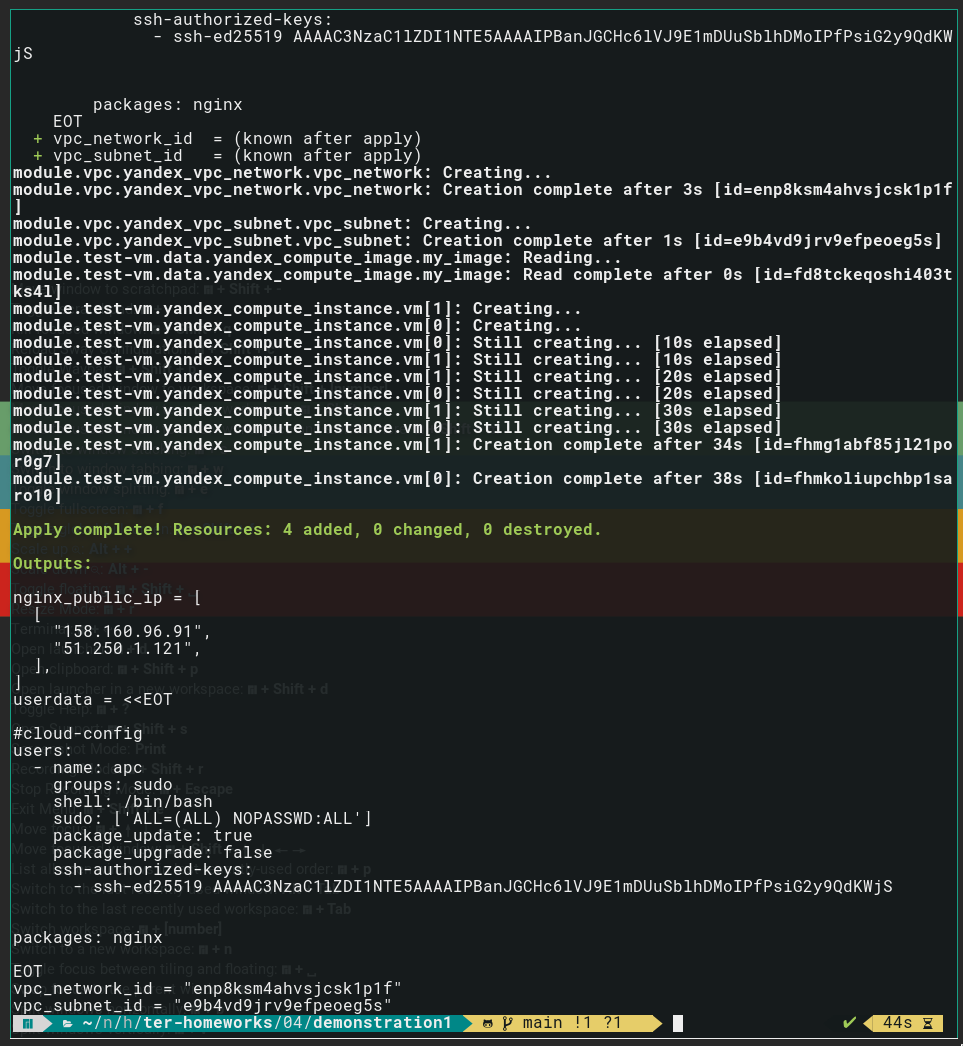 ssh-authorized-keys:
- ssh-ed25519 AAAAC3NzaC1lZDI1NTE5AAAAIPBanJGCHc6lVJ9E1mDUuSblhDMoIPfPsiG2y9QdKW
jS
packages: nginx
EOT
+ vpc_network_id = (known after apply)
+ vpc_subnet_id = (known after apply)
module.vpc.yandex_vpc_network.vpc_network: Creating...
module.vpc.yandex_vpc_network.vpc_network: Creation complete after 3s [id=enp8ksm4ahvsjcsk1p1f
]
module.vpc.yandex_vpc_subnet.vpc_subnet: Creating...
module.vpc.yandex_vpc_subnet.vpc_subnet: Creation complete after 1s [id=e9b4vd9jrv9efpeoeg5s]
module.test-vm.data.yandex_compute_image.my_image: Reading...
module.test-vm.data.yandex_compute_image.my_image: Read complete after 0s [id=fd8tckeqoshi403t
ks4l]
module.test-vm.yandex_compute_instance.vm[1]: Creating...
module.test-vm.yandex_compute_instance.vm[0]: Creating...
module.test-vm.yandex_compute_instance.vm[0]: Still creating... [10s elapsed]
module.test-vm.yandex_compute_instance.vm[1]: Still creating... [10s elapsed]
module.test-vm.yandex_compute_instance.vm[1]: Still creating... [20s elapsed]
module.test-vm.yandex_compute_instance.vm[0]: Still creating... [20s elapsed]
module.test-vm.yandex_compute_instance.vm[1]: Still creating... [30s elapsed]
module.test-vm.yandex_compute_instance.vm[0]: Still creating... [30s elapsed]
module.test-vm.yandex_compute_instance.vm[1]: Creation complete after 34s [id=fhmg1abf85jl21po
r0g7]
module.test-vm.yandex_compute_instance.vm[0]: Creation complete after 38s [id=fhmkoliupchbp1sa
ro10]
Apply complete! Resources: 4 added, 0 changed, 0 destroyed.
Outputs:
nginx_public_ip = [
[
"158.160.96.91",
"51.250.1.121",
],
]
userdata = <<EOT
#cloud-config
users:
- name: apc
groups: sudo
shell: /bin/bash
sudo: ['ALL=(ALL) NOPASSWD:ALL']
package_update: true
package_upgrade: false
ssh-authorized-keys:
- ssh-ed25519 AAAAC3NzaC1lZDI1NTE5AAAAIPBanJGCHc6lVJ9E1mDUuSblhDMoIPfPsiG2y9QdKWjS
packages: nginx
EOT
vpc_network_id = "enp8ksm4ahvsjcsk1p1f"
vpc_subnet_id = "e9b4vd9jrv9efpeoeg5s"
~/n/h/ter-homeworks/04/demonstration1 main !1 ?1 ✔ 44s